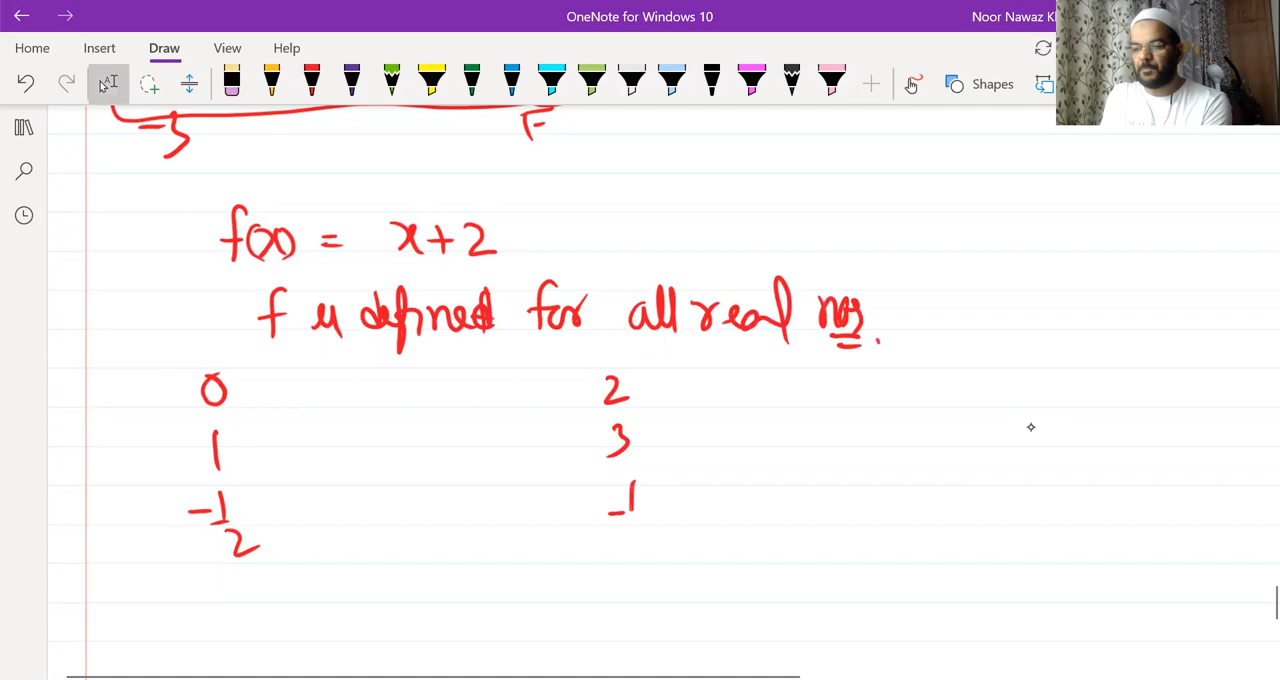 OneNote for Windows 10
Noor Nawaz Kh
Home Insert Draw View Help
Shapes
-5
f(x) = x+2
f is defined for all real nos.
0 2
1 3
-1 -1
2